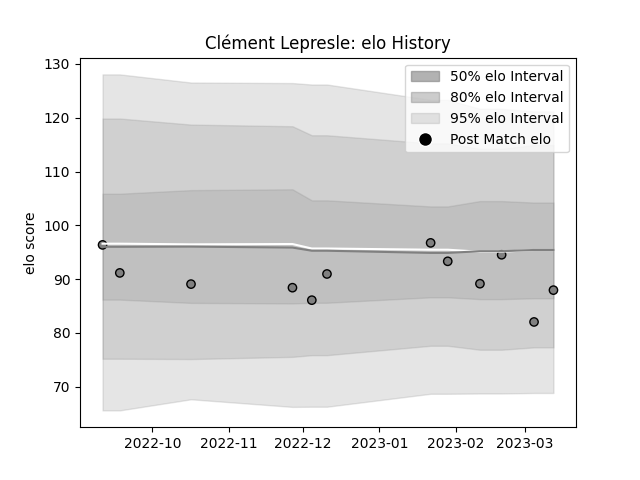 Clément Lepresle: elo History
50% elo Interval
80% elo Interval
95% elo Interval
Post Match elo
elo score
130
120
110
100
90
80
70
2022-10 2022-11 2022-12 2023-01 2023-02 2023-03